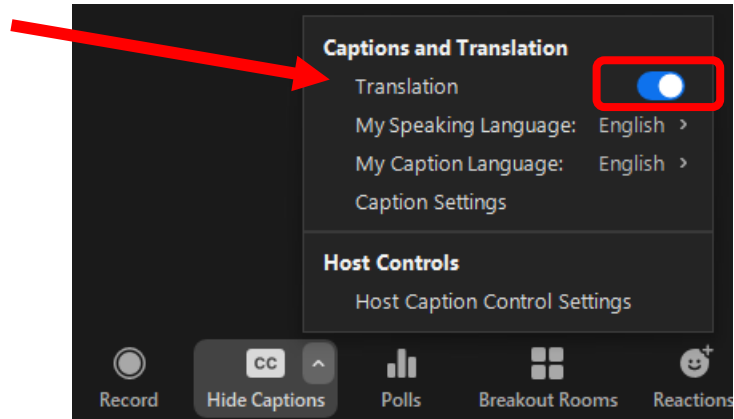 Captions and Translation
Translation
My Speaking Language: English >
My Caption Language: English >
Caption Settings
Host Controls
Host Caption Control Settings
CC
Record Hide Captions Polls Breakout Rooms Reactions